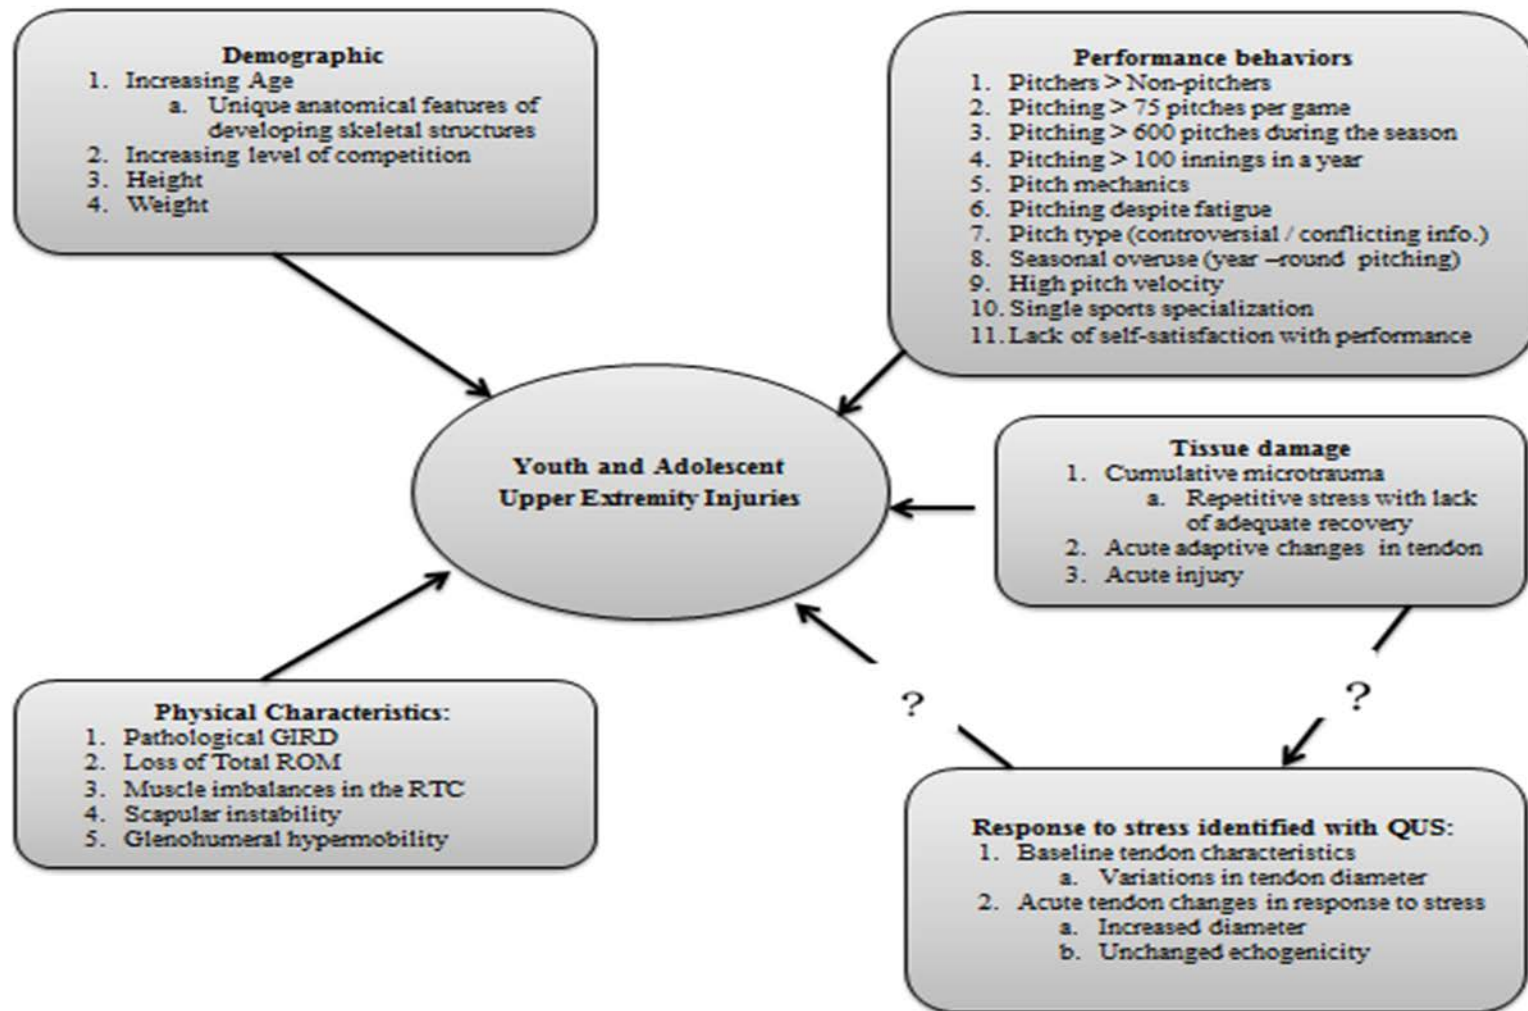 Demographic
1. Increasing Age
a. Unique anatomical features of
developing skeletal structures
2. Increasing level of competition
3. Height
4. Weight
Performance behaviors
1. Pitchers > Non-pitchers
2. Pitching > 75 pitches per game
3. Pitching > 600 pitches during the season
4. Pitching > 100 innings in a year
5. Pitch mechanics
6. Pitching despite fatigue
7. Pitch type (controversial / conflicting info.)
8. Seasonal overuse (year –round pitching)
9. High pitch velocity
10. Single sports specialization
11. Lack of self-satisfaction with performance
Youth and Adolescent
Upper Extremity Injuries
Tissue damage
1. Cumulative microtrauma
a. Repetitive stress with lack
of adequate recovery
2. Acute adaptive changes in tendon
3. Acute injury
?
?
Physical Characteristics:
1. Pathological GIRD
2. Loss of Total ROM
3. Muscle imbalances in the RTC
4. Scapular instability
5. Glenohumeral hypermobility
Response to stress identified with QUS:
1. Baseline tendon characteristics
a. Variations in tendon diameter
2. Acute tendon changes in response to stress
a. Increased diameter
b. Unchanged echogenicity